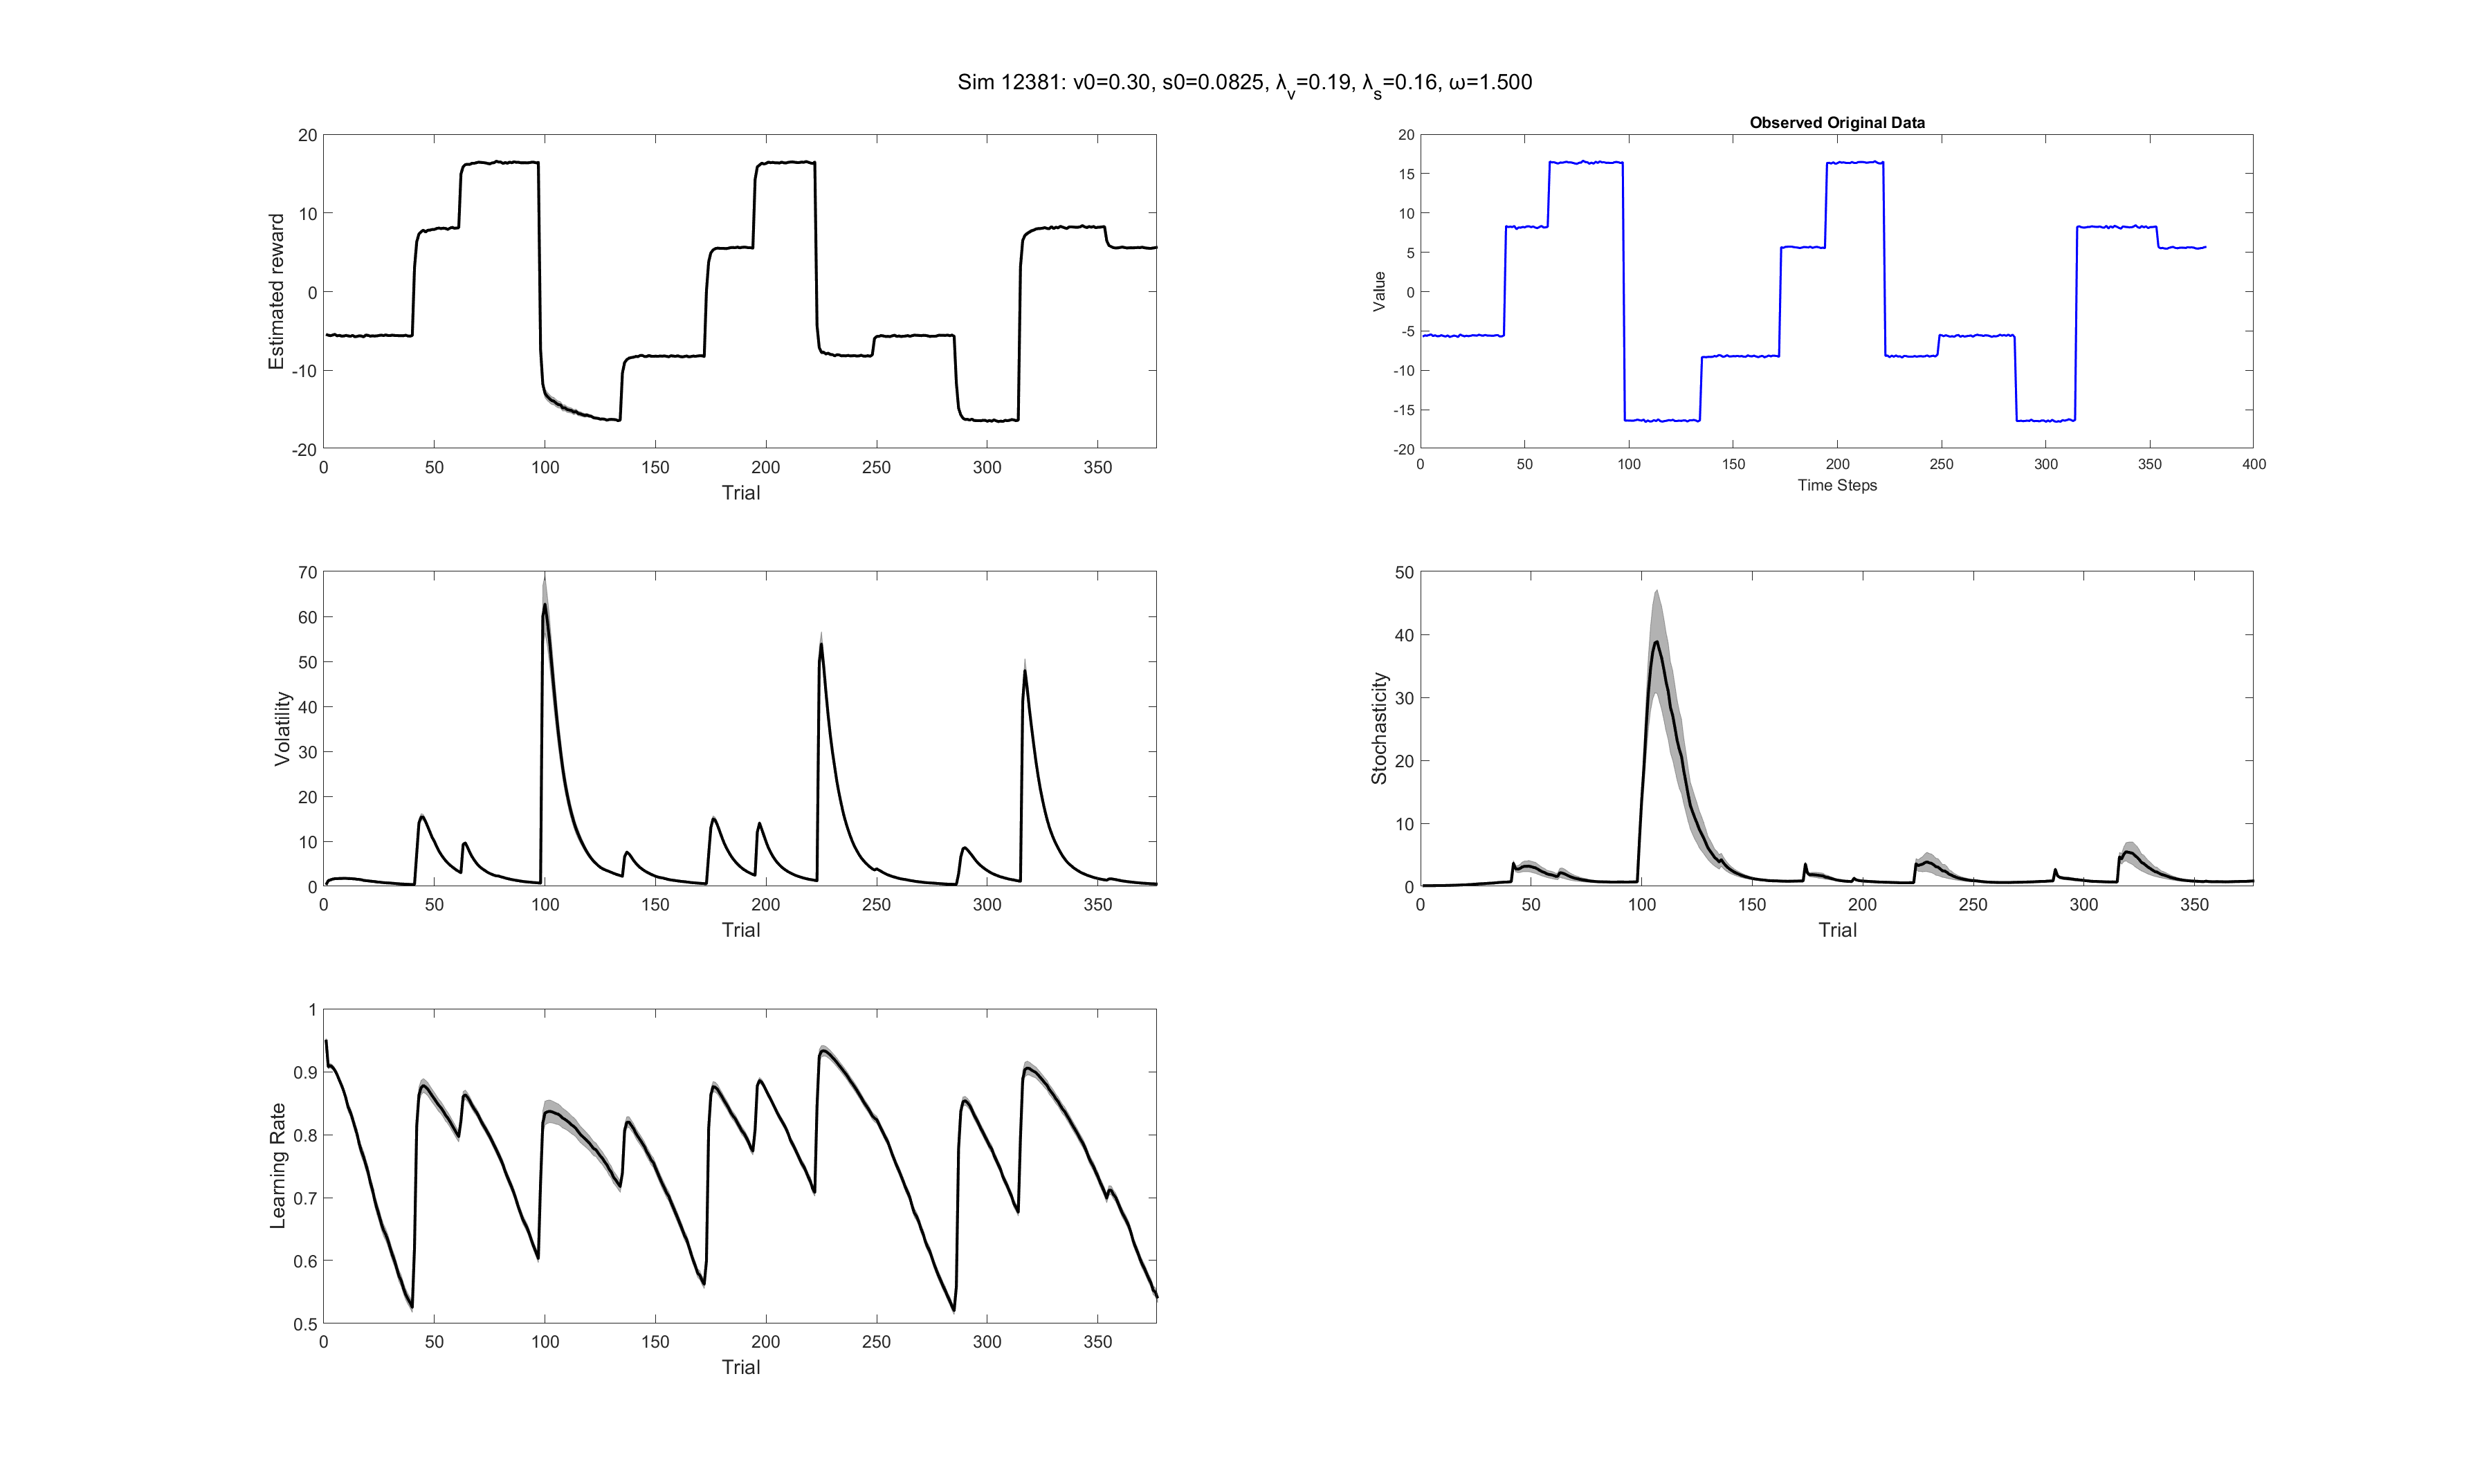 Sim 12381: v0=0.30, s0=0.0825, λv=0.19, λs=0.16, ω=1.500
20
10
0
-10
-20
Estimated reward
0 50 100 150 200 250 300 350
Trial
Observed Original Data
20
15
10
5
0
-5
-10
-15
-20
Value
0 50 100 150 200 250 300 350 400
Time Steps
70
60
50
40
30
20
10
0
Volatility
0 50 100 150 200 250 300 350
Trial
50
40
30
20
10
0
Stochasticity
0 50 100 150 200 250 300 350
Trial
1
0.9
0.8
0.7
0.6
0.5
Learning Rate
0 50 100 150 200 250 300 350
Trial